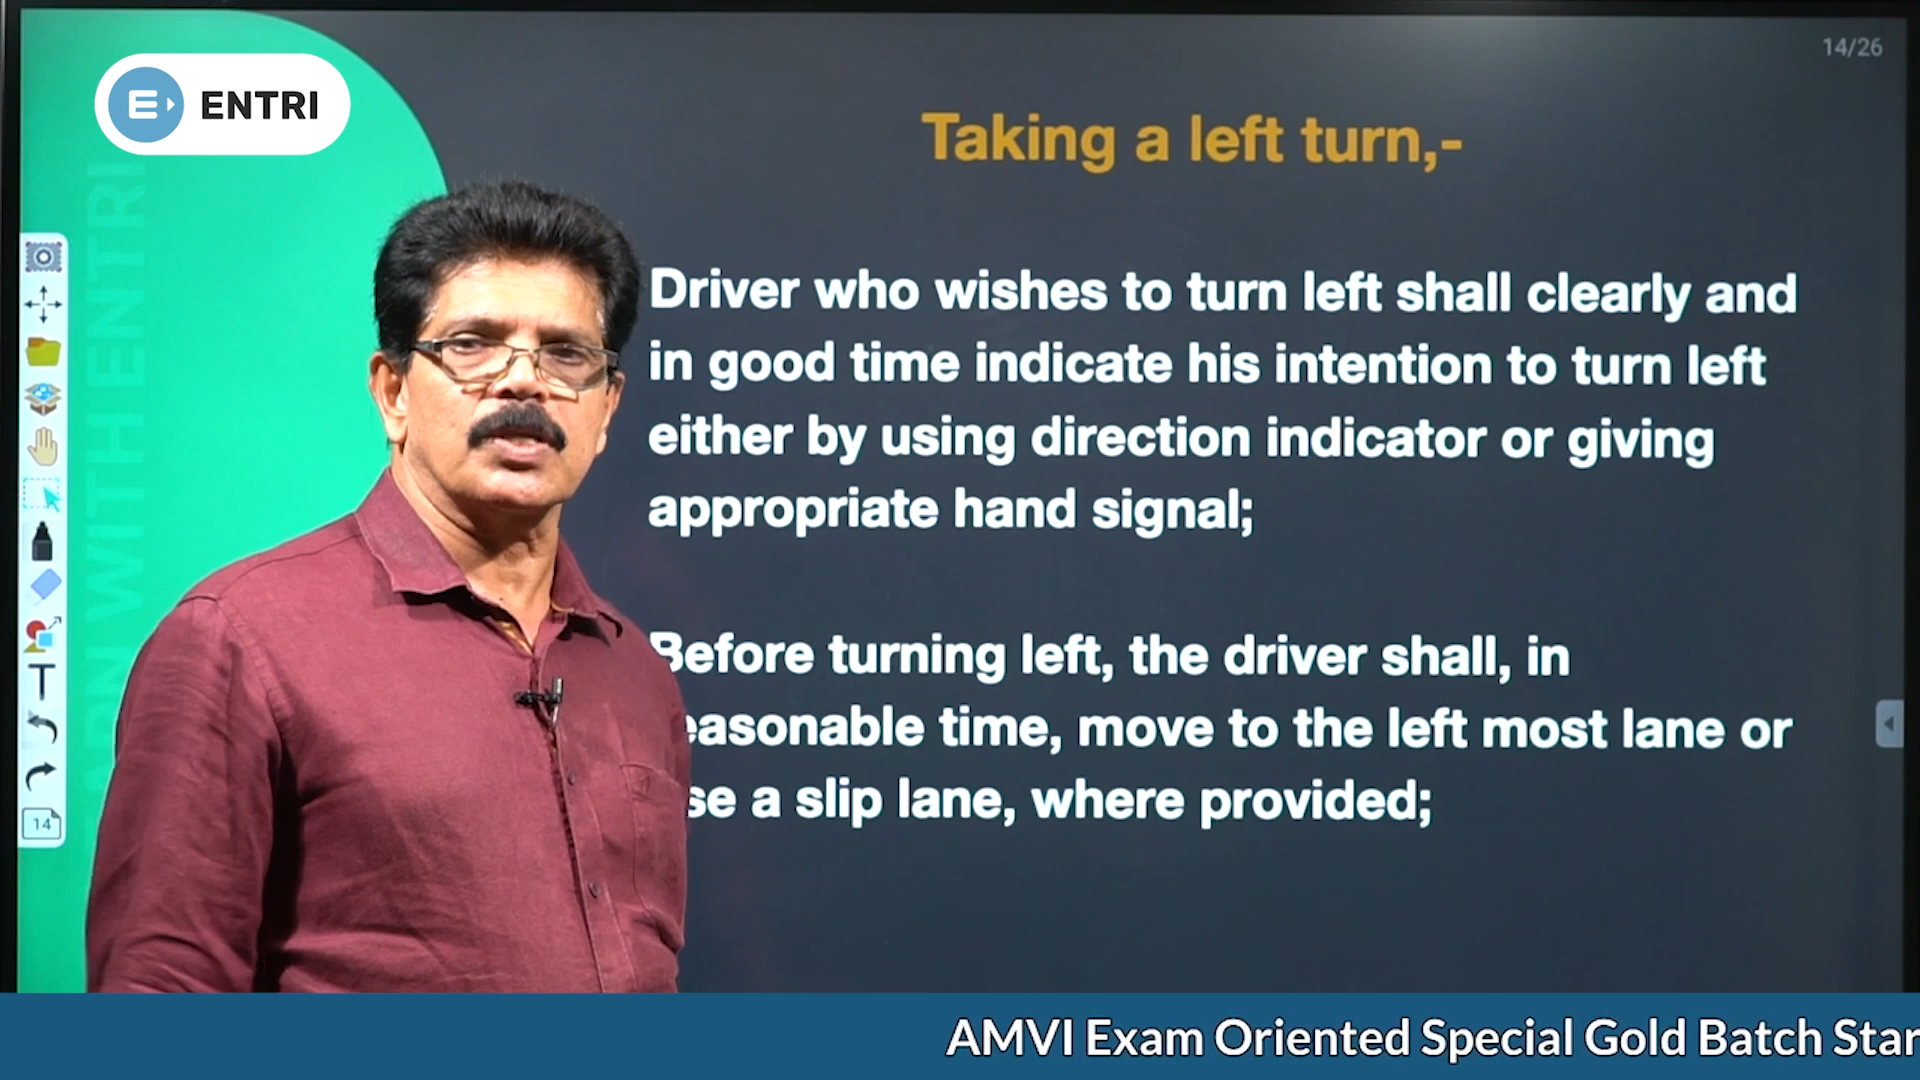 14/26
ENTRI
Taking a left turn,-
Driver who wishes to turn left shall clearly and
in good time indicate his intention to turn left
either by using direction indicator or giving
appropriate hand signal;
Before turning left, the driver shall, in
easonable time, move to the left most lane or
se a slip lane, where provided;
WITH ENTRI
T
14
AMVI Exam Oriented Special Gold Batch Star